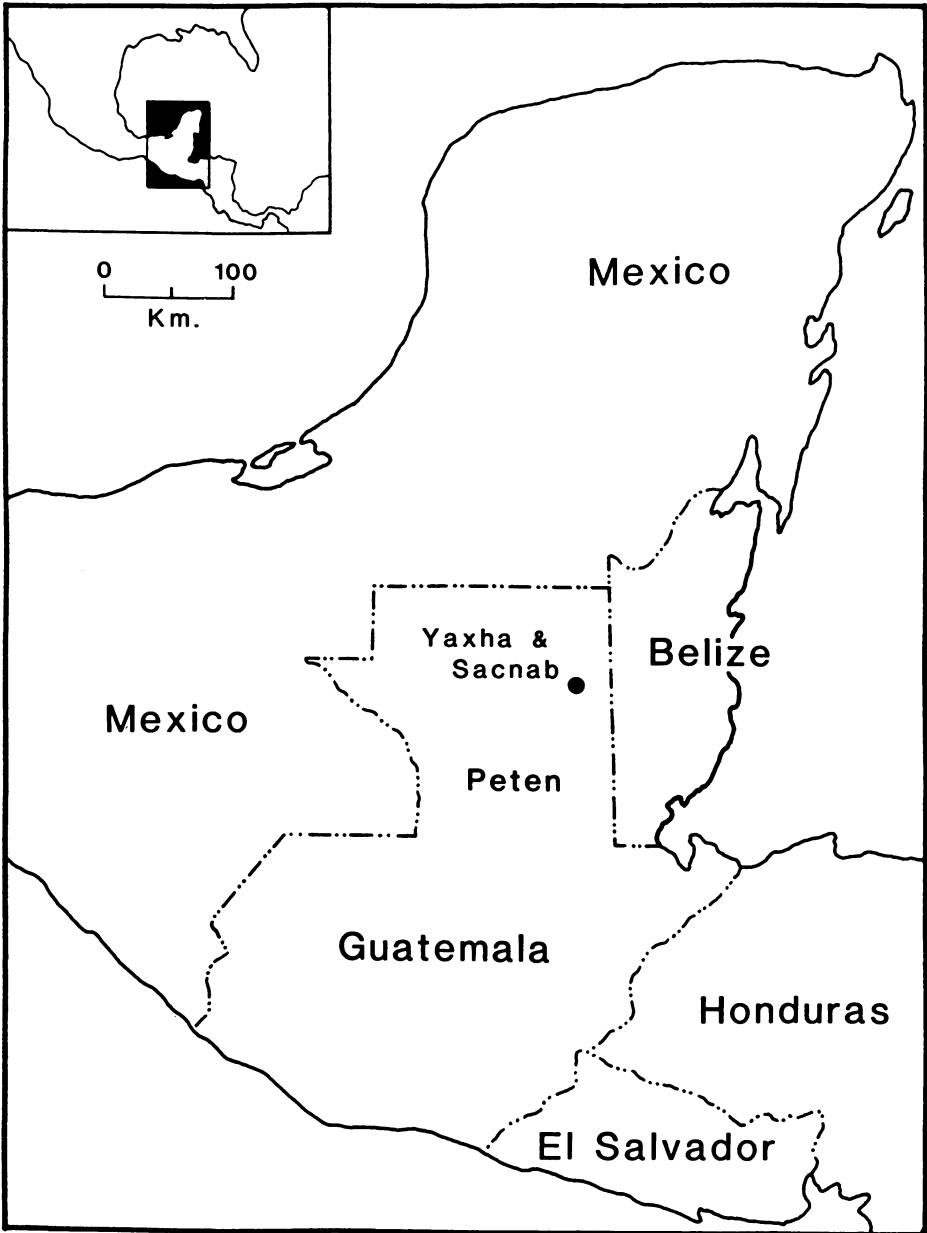 0 100
Km.
Mexico
Yaxha &
Sacnab
Belize
Mexico
Peten
Guatemala
Honduras
El Salvador